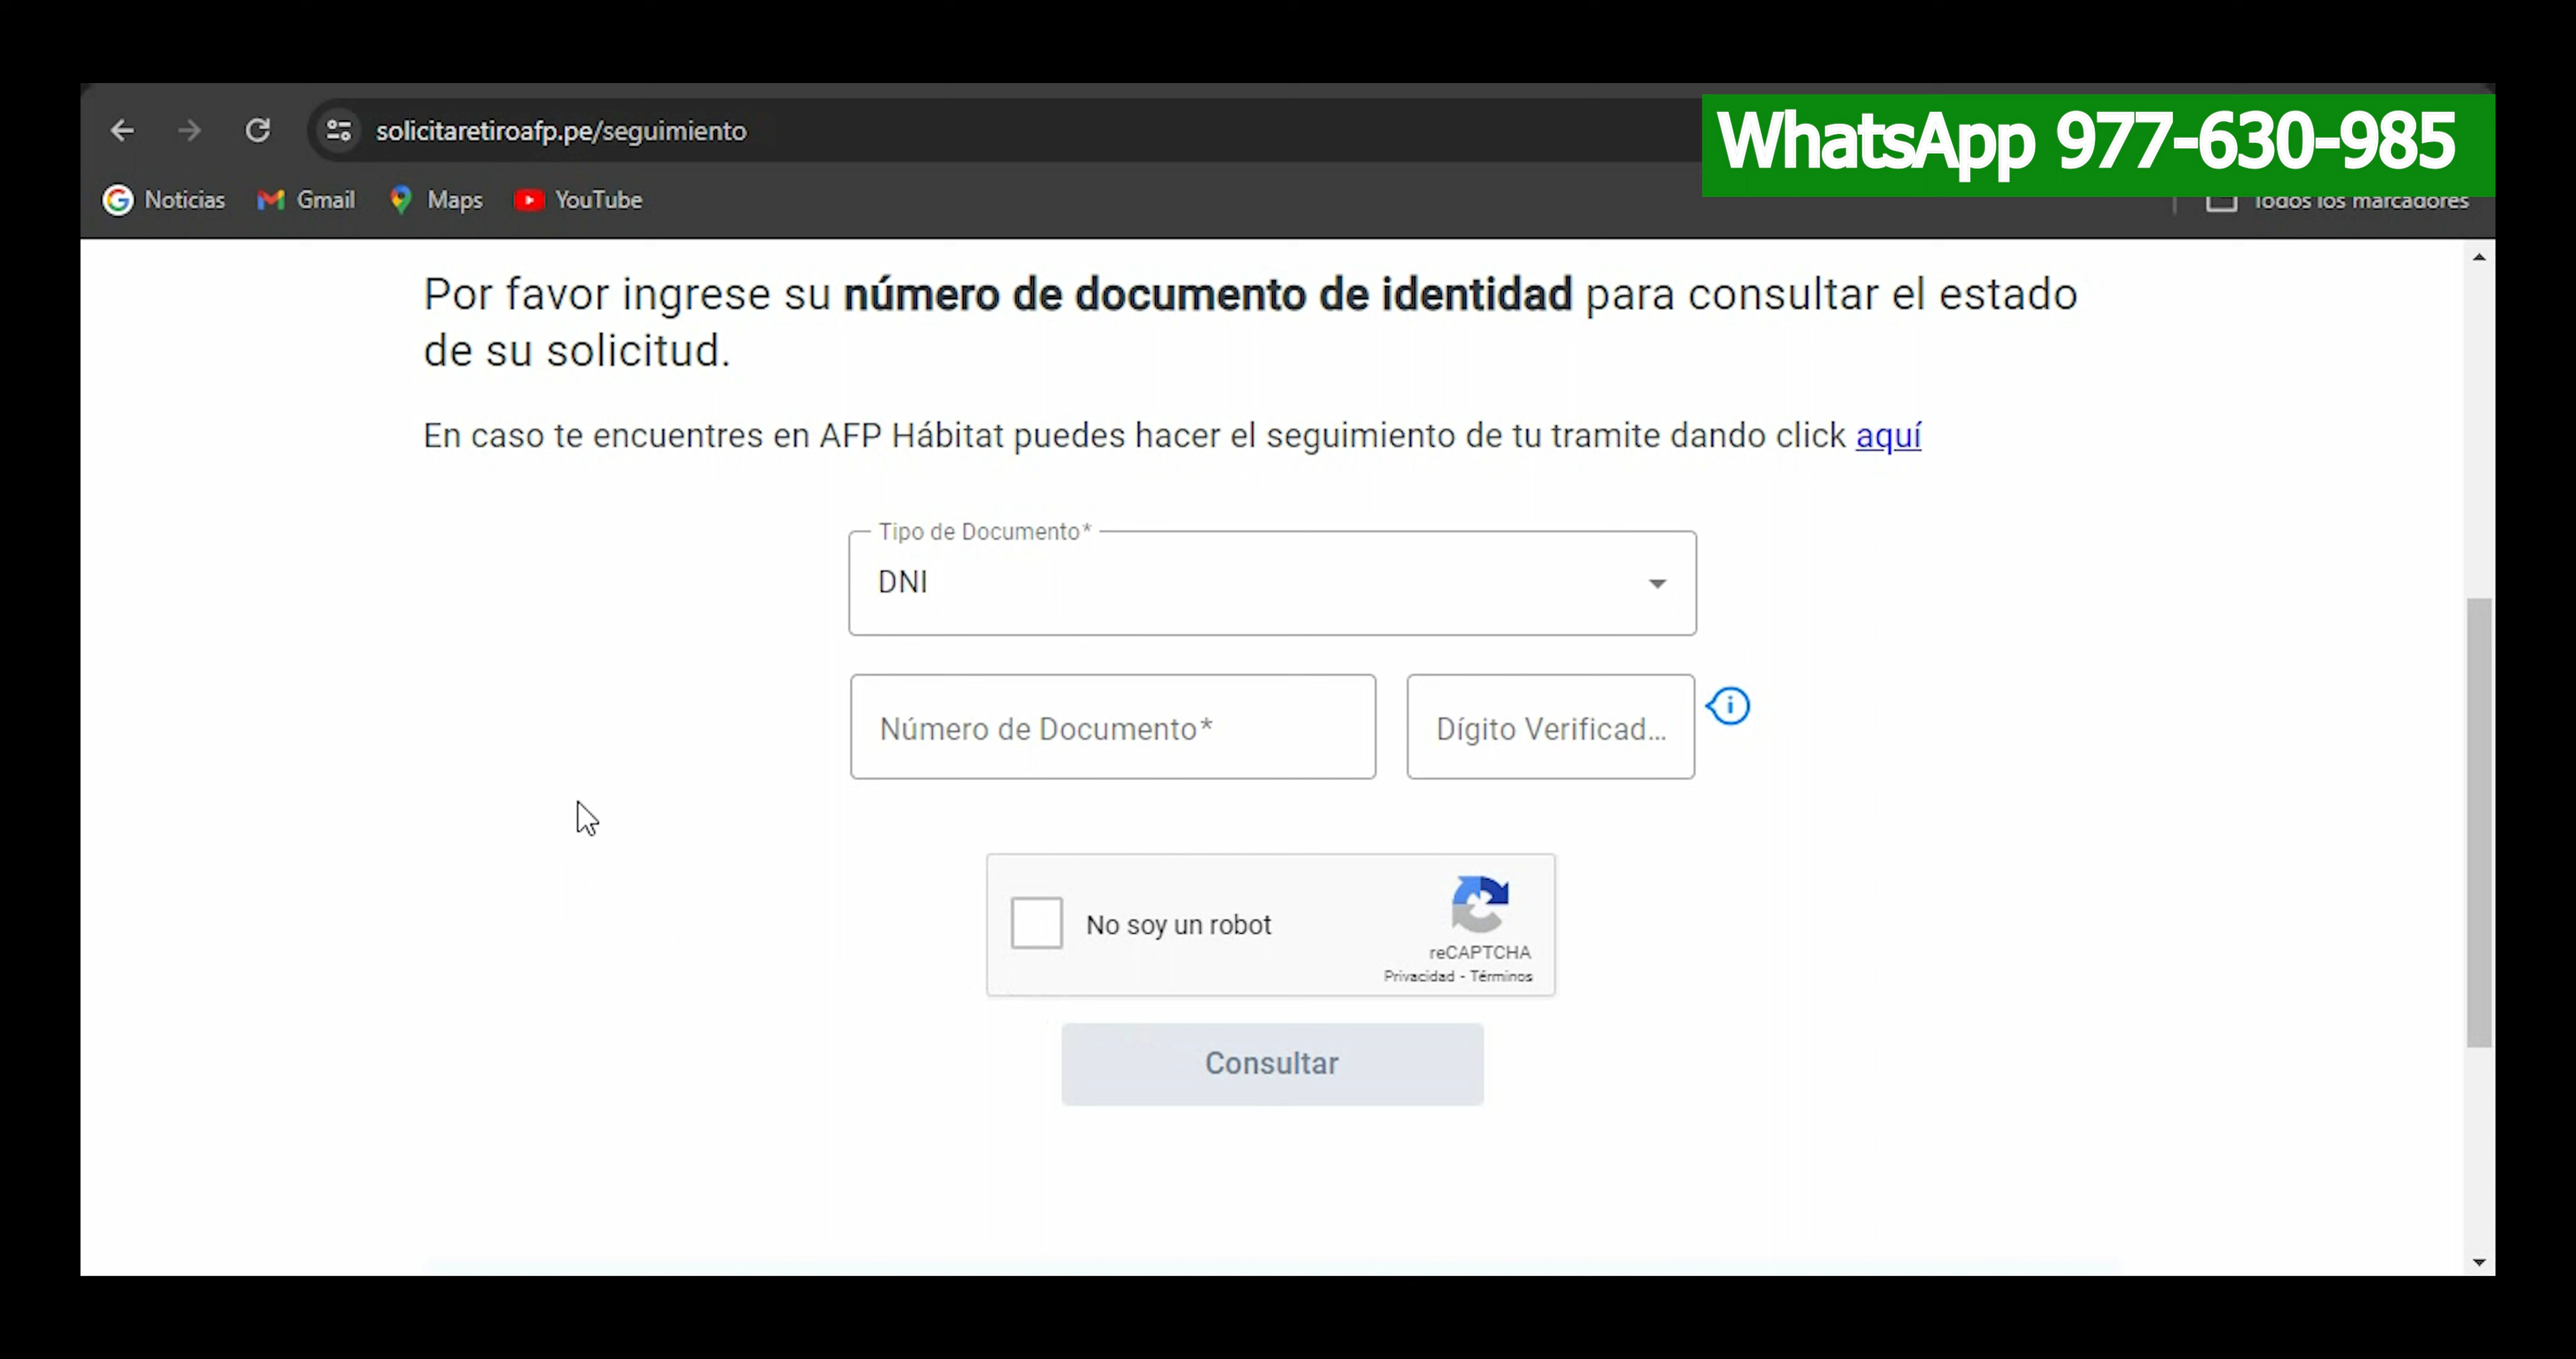 solicitaretiroafp.pe/seguimiento
WhatsApp 977-630-985
Noticias Gmail Maps YouTube Todos los marcadores
Por favor ingrese su número de documento de identidad para consultar el estado
de su solicitud.
En caso te encuentres en AFP Hábitat puedes hacer el seguimiento de tu tramite dando click aquí
Tipo de Documento*
DNI
Número de Documento* Dígito Verificad...
No soy un robot
reCAPTCHA
Privacidad - Términos
Consultar